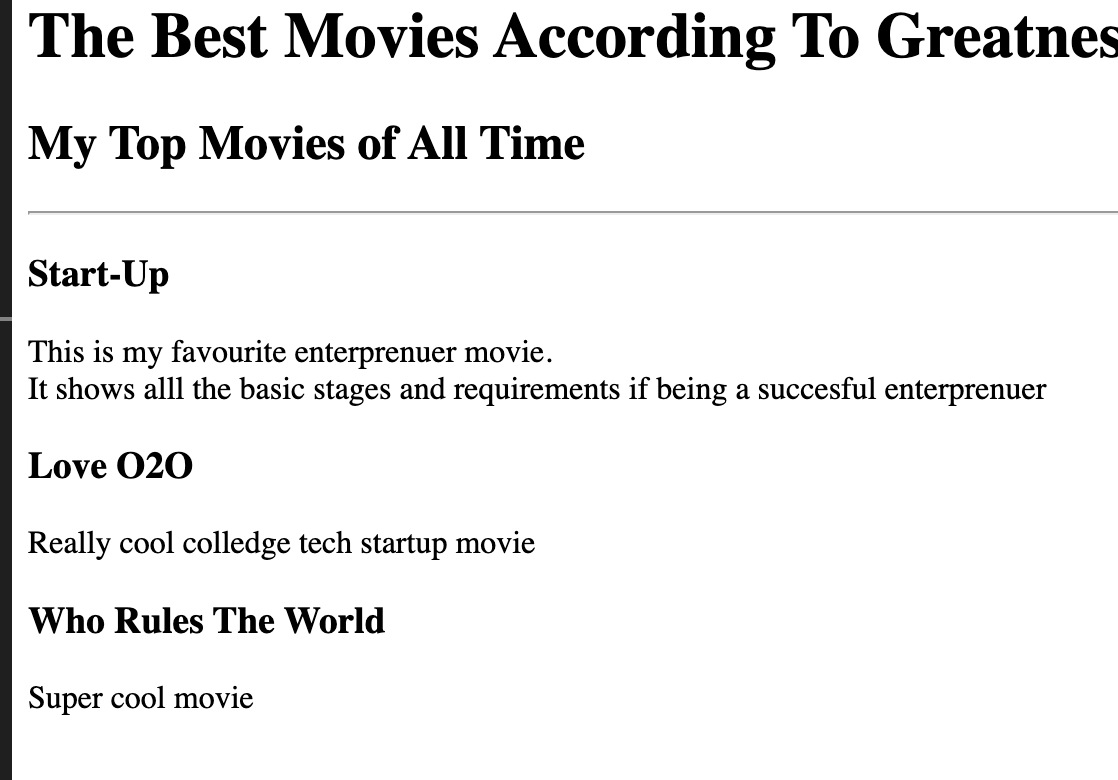 The Best Movies According To Greatnes
My Top Movies of All Time
Start-Up
This is my favourite enterprenuer movie.
It shows alll the basic stages and requirements if being a succesful enterprenuer
Love O2O
Really cool colledge tech startup movie
Who Rules The World
Super cool movie